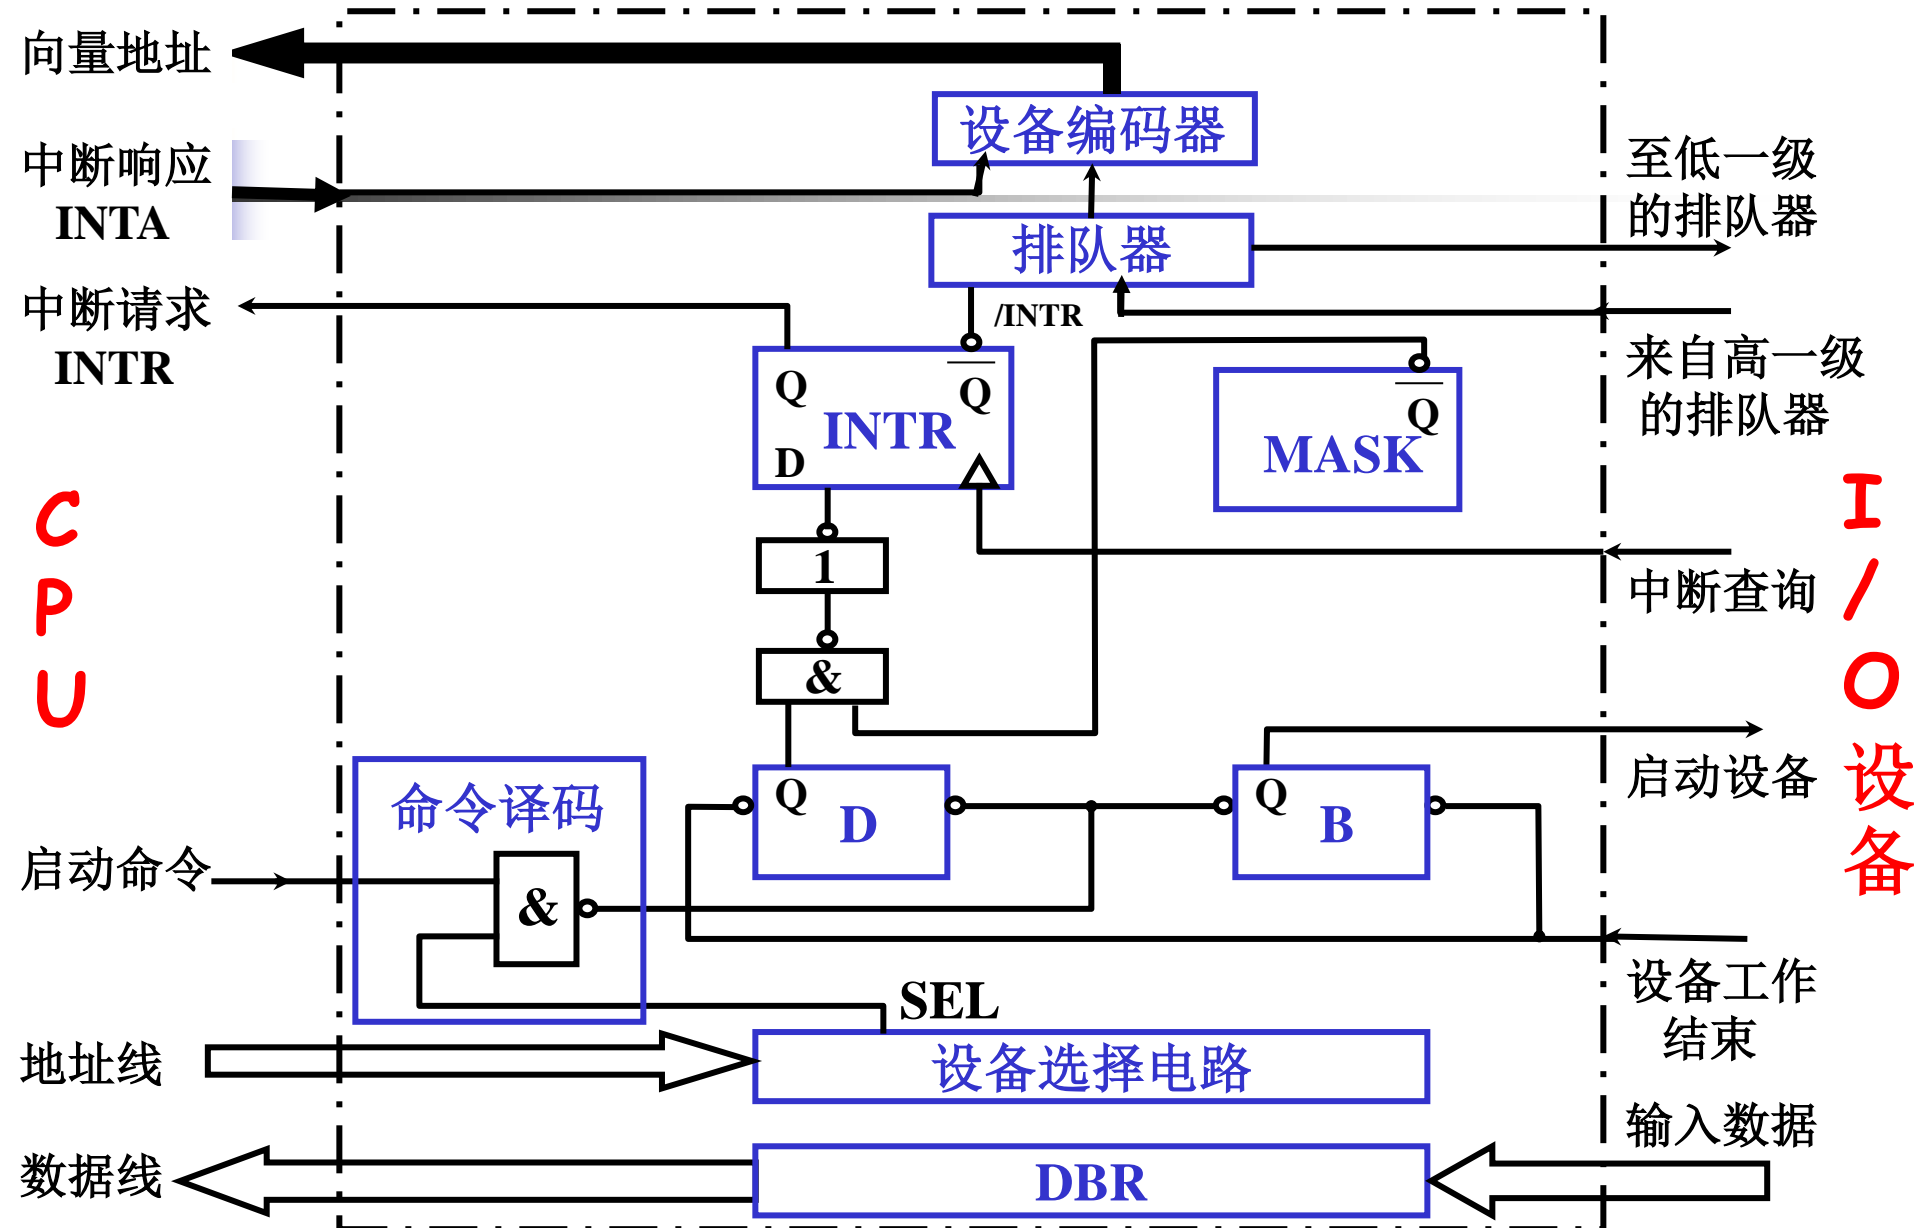 向量地址
设备编码器
中断响应
INTA
至低一级
的排队器
排队器
中断请求
INTR
/INTR
来自高一级
的排队器
Q
Q
INTR
D
Q
MASK
C
P
U
I
/
O
设
备
1
中断查询
&
启动设备
命令译码
Q
D
Q
B
启动命令
&
设备工作
结束
SEL
地址线
设备选择电路
输入数据
数据线
DBR